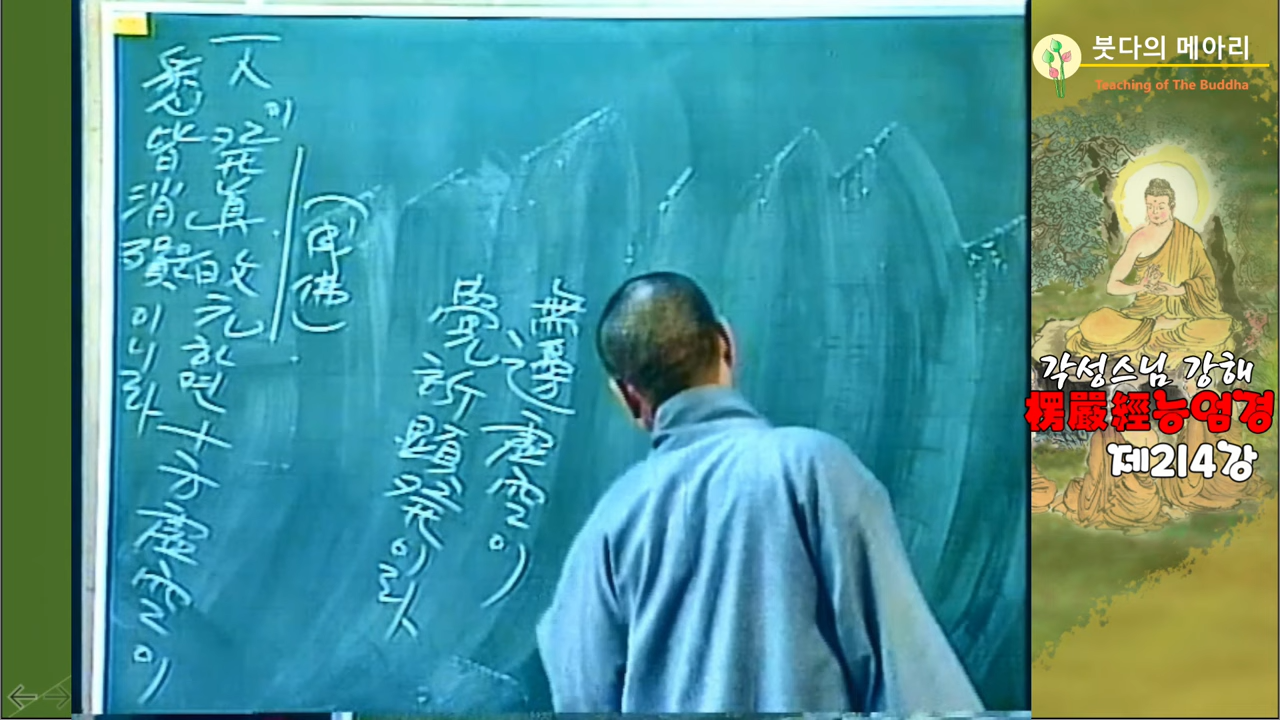 無邊虛空이
覺所顯發이라
(佛)
一人이 発真敀元하면 十方虛空이
悉皆消殞이니라
붓다의 메아리
Teaching of The Buddha
각성스님 강해
楞嚴經능엄경
제214강